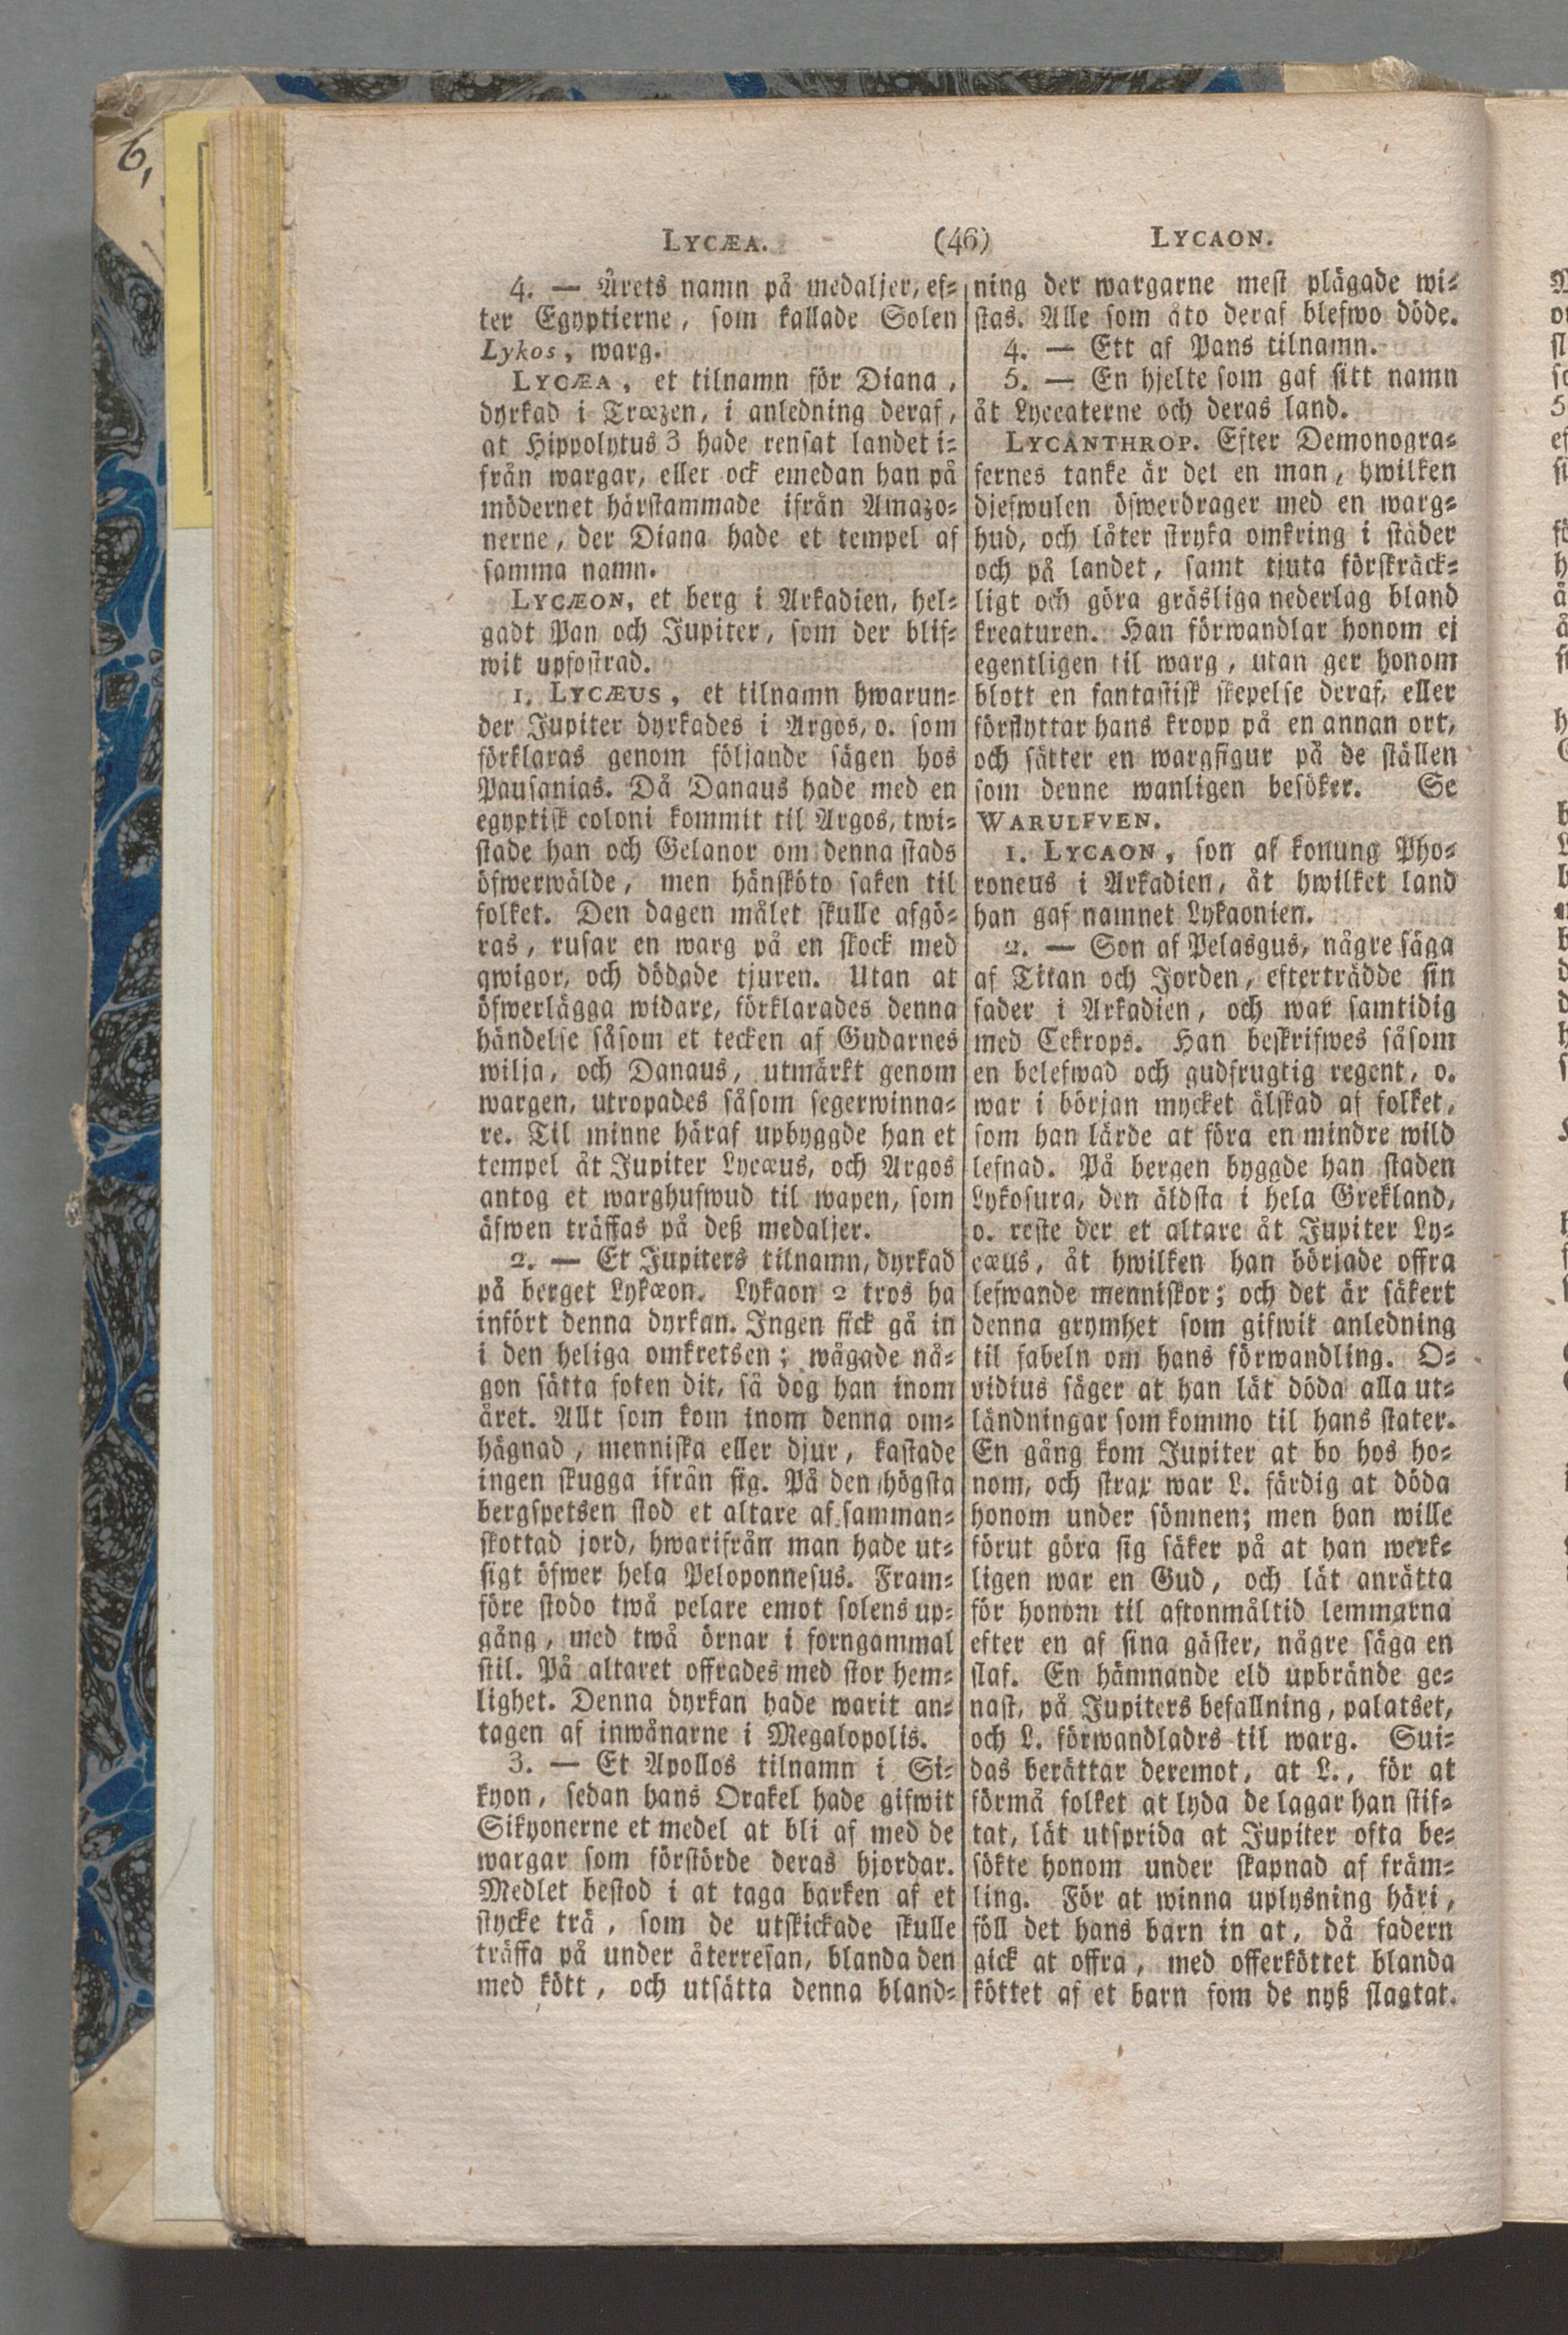 6,
LYCÆA.
(46)
LYCAON.
4. — Årets namn på medaljer, ef-
ter Egyptierne, som kallade Solen
Lykos, warg.
LYCÆA, et tilnamn för Diana,
dyrkad i Træzen, i anledning deraf,
at Hippolytus 3 hade rensat landet i-
från wargar, eller ock emedan han på
mödernet härstammade ifrån Amazo-
nerne, der Diana hade et tempel af
samma namn.
LYCÆON, et berg i Arkadien, hel-
gadt Pan och Jupiter, som der blif-
wit upfostrad.
1. LYCÆUS, et tilnamn hwarun-
der Jupiter dyrkades i Argos, o. som
förklaras genom följande sägen hos
Pausanias. Då Danaus hade med en
egyptisk coloni kommit til Argos, twi-
stade han och Gelanor om denna stads
öfwerwälde, men hänsköto saken til
folket. Den dagen målet skulle afgö-
ras, rusar en warg på en skock med
qwigor, och dödade tjuren. Utan at
öfwerlägga widare, förklarades denna
händelse såsom et tecken af Gudarnes
wilja, och Danaus, utmärkt genom
wargen, utropades såsom segerwinna-
re. Til minne häraf upbyggde han et
tempel åt Jupiter Lycæus, och Argos
antog et warghufwud til wapen, som
äfwen träffas på deß medaljer.
2. — Et Jupiters tilnamn, dyrkad
på berget Lykæon. Lykaon 2 tros ha
infört denna dyrkan. Ingen fick gå in
i den heliga omkretsen; wågade nå-
gon sätta foten dit, så dog han inom
året. Allt som kom inom denna om-
hägnad, menniska eller djur, kastade
ingen skugga ifrån sig. På den högsta
bergspetsen stod et altare af samman-
skottad jord, hwarifrån man hade ut-
sigt öfwer hela Peloponnesus. Fram-
före stodo twå pelare emot solens up-
gång, med twå örnar i forngammal
stil. På altaret offrades med stor hem-
lighet. Denna dyrkan hade warit an-
tagen af inwånarne i Megalopolis.
3. — Et Apollos tilnamn i Si-
kyon, sedan hans Orakel hade gifwit
Sikyonerne et medel at bli af med de
wargar som förstörde deras hjordar.
Medlet bestod i at taga barken af et
stycke trä, som de utskickade skulle
träffa på under återresan, blanda den
med kött, och utsätta denna bland-
ning der wargarne mest plägade wi-
stas. Alle som åto deraf blefwo döde.
4. — Ett af Pans tilnamn.
5. — En hjelte som gaf sitt namn
åt Lyceaterne och deras land.
LYCANTHROP. Efter Demonogra-
fernes tanke är det en man, hwilken
djefwulen öfwerdrager med en warg-
hud, och låter stryka omkring i städer
och på landet, samt tjuta förskräck-
ligt och göra gräsliga nederlag bland
kreaturen. Han förwandlar honom ej
egentligen til warg, utan ger honom
blott en fantastisk skepelse deraf, eller
förflyttar hans kropp på en annan ort,
och sätter en wargfigur på de ställen
som denne wanligen besöker. Se
WARULFVEN.
1. LYCAON, son af konung Pho-
roneus i Arkadien, åt hwilket land
han gaf namnet Lykaonien.
2. — Son af Pelasgus, någre säga
af Titan och Jorden, efterträdde sin
fader i Arkadien, och war samtidig
med Cekrops. Han beskrifwes såsom
en belefwad och gudfrugtig regent, o.
war i början mycket älskad af folket,
som han lärde at föra en mindre wild
lefnad. På bergen byggde han staden
Lykosura, den äldsta i hela Grekland,
o. reste der et altare åt Jupiter Ly-
cæus, åt hwilken han började offra
lefwande menniskor; och det är säkert
denna grymhet som gifwit anledning
til fabeln om hans förwandling. O-
vidius säger at han lät döda alla ut-
ländningar som kommo til hans stater.
En gång kom Jupiter at bo hos ho-
nom, och strax war L. färdig at döda
honom under sömnen; men han wille
förut göra sig säker på at han werk-
ligen war en Gud, och lät anrätta
för honom til aftonmåltid lemmarna
efter en af sina gäster, någre säga en
slaf. En hämnande eld upbrände ge-
nast, på Jupiters befallning, palatset,
och L. förwandladrs til warg. Sui-
das berättar deremot, at L., för at
förmå folket at lyda de lagar han stif-
tat, lät utsprida at Jupiter ofta be-
sökte honom under skapnad af främ-
ling. För at winna uplysning häri,
föll det hans barn in at, då fadern
gick at offra, med offerköttet blanda
köttet af et barn som de nyß slagtat.